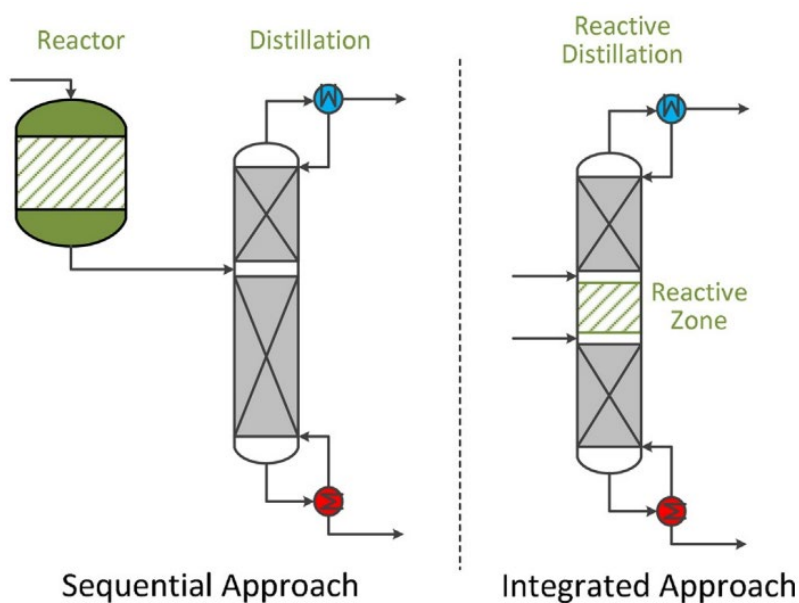 Reactor
Distillation
Reactive
Distillation
Reactive
Zone
Sequential Approach
Integrated Approach